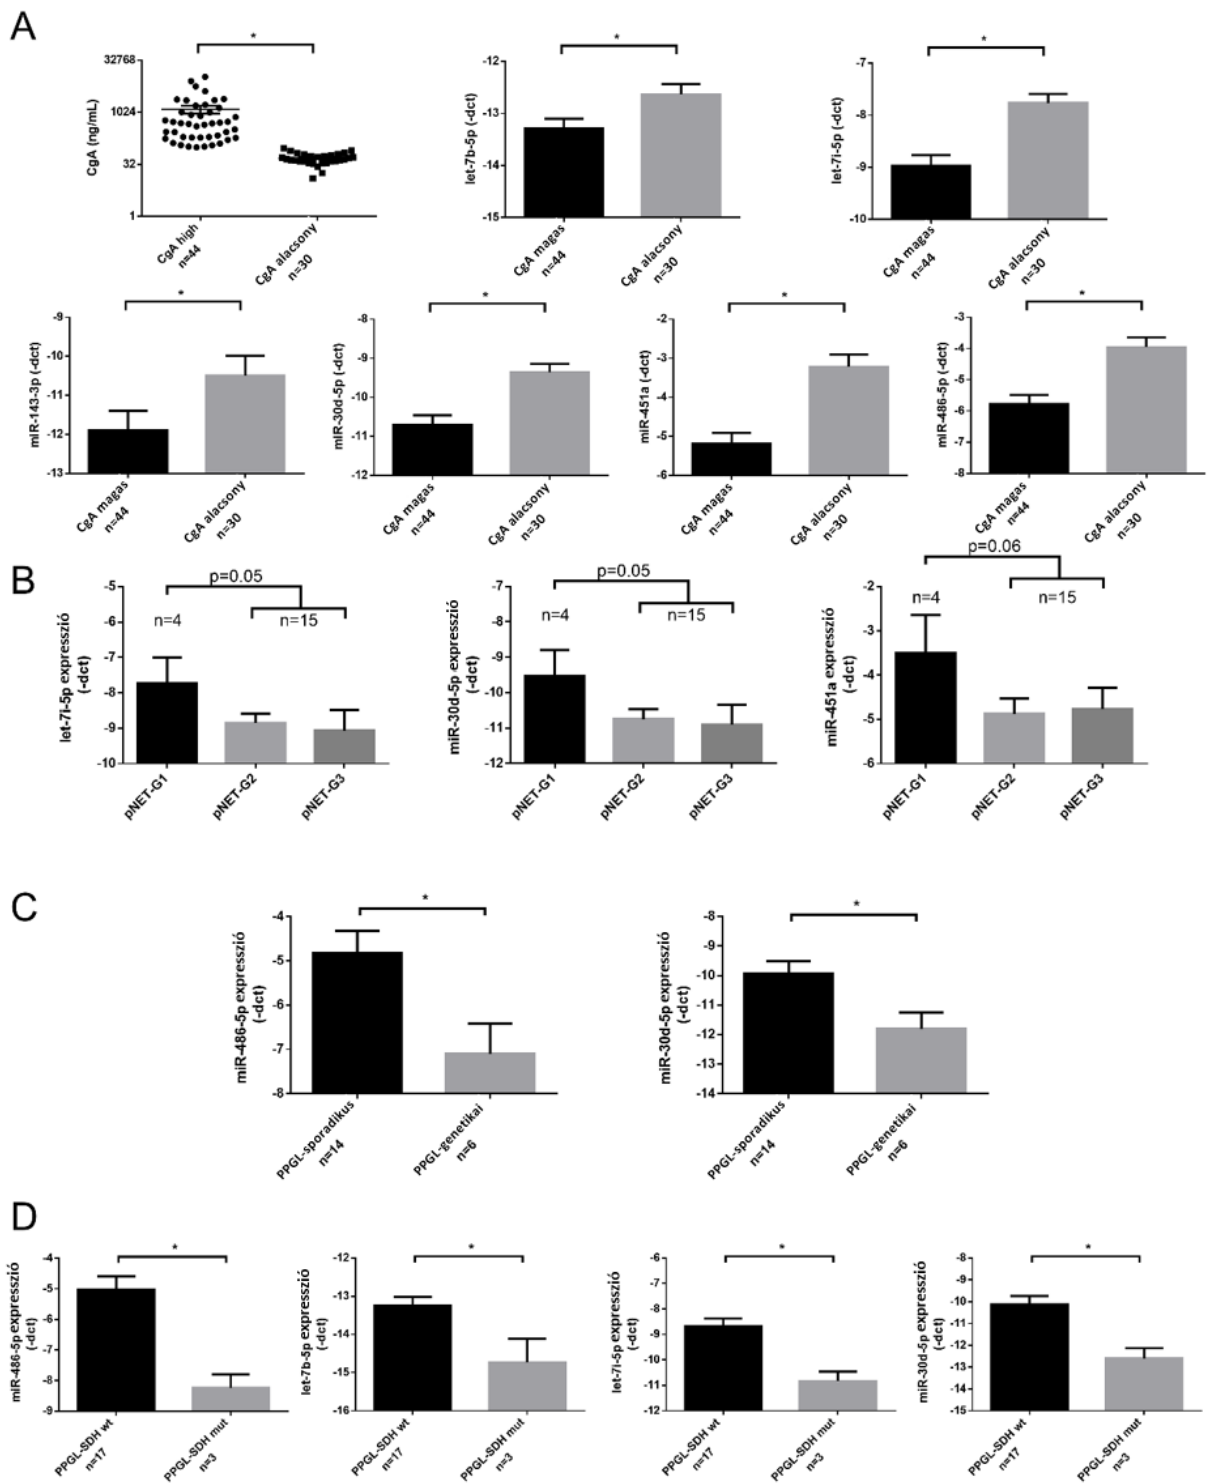 A
*
32768
1024
32
1
CgA (ng/mL)
CgA high
n=44
CgA alacsony
n=30
*
-12
-13
-14
-15
let-7b-5p (-dct)
CgA magas
n=44
CgA alacsony
n=30
*
-7
-8
-9
-10
let-7i-5p (-dct)
CgA magas
n=44
CgA alacsony
n=30
*
-9
-10
-11
-12
-13
miR-143-3p (-dct)
CgA magas
n=44
CgA alacsony
n=30
*
-8
-9
-10
-11
-12
miR-30d-5p (-dct)
CgA magas
n=44
CgA alacsony
n=30
*
-2
-3
-4
-5
-6
miR-451a (-dct)
CgA magas
n=44
CgA alacsony
n=30
*
-3
-4
-5
-6
-7
-8
miR-486-5p (-dct)
CgA magas
n=44
CgA alacsony
n=30
B
p=0.05
n=4
n=15
-5
-6
-7
-8
-9
-10
let-7i-5p expresszió
(-dct)
pNET-G1
pNET-G2
pNET-G3
p=0.05
n=4
n=15
-7
-8
-9
-10
-11
-12
miR-30d-5p expresszió
(-dct)
pNET-G1
pNET-G2
pNET-G3
p=0.06
n=4
n=15
-2
-3
-4
-5
-6
miR-451a expresszió
(-dct)
pNET-G1
pNET-G2
pNET-G3
C
*
-4
-5
-6
-7
-8
miR-486-5p expresszió
(-dct)
PPGL-sporadikus
n=14
PPGL-genetikai
n=6
*
-8
-9
-10
-11
-12
-13
-14
miR-30d-5p expresszió
(-dct)
PPGL-sporadikus
n=14
PPGL-genetikai
n=6
D
*
-4
-5
-6
-7
-8
-9
miR-486-5p expresszió
(-dct)
PPGL-SDH wt
n=17
PPGL-SDH mut
n=3
*
-12
-13
-14
-15
-16
let-7b-5p expresszió
(-dct)
PPGL-SDH wt
n=17
PPGL-SDH mut
n=3
*
-6
-7
-8
-9
-10
-11
-12
let-7i-5p expresszió
(-dct)
PPGL-SDH wt
n=17
PPGL-SDH mut
n=3
*
-8
-9
-10
-11
-12
-13
-14
-15
miR-30d-5p expresszió
(-dct)
PPGL-SDH wt
n=17
PPGL-SDH mut
n=3